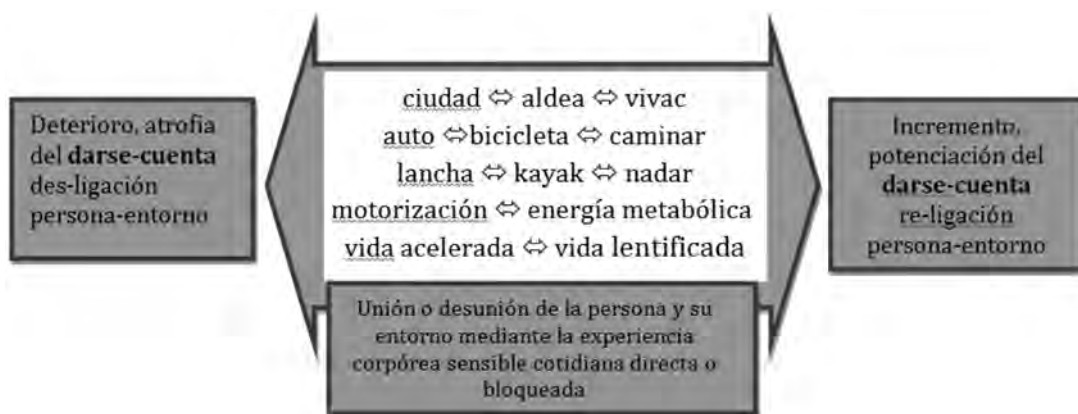 Deterioro, atrofia
del darse-cuenta
des-ligación
persona-entorno
ciudad ⇔ aldea ⇔ vivac
auto ⇔bicicleta ⇔ caminar
lancha ⇔ kayak ⇔ nadar
motorización ⇔ energía metabólica
vida acelerada ⇔ vida lentificada
Incremento,
potenciación del
darse-cuenta
re-ligación
persona-entorno
Unión o desunión de la persona y su
entorno mediante la experiencia
corpórea sensible cotidiana directa o
bloqueada